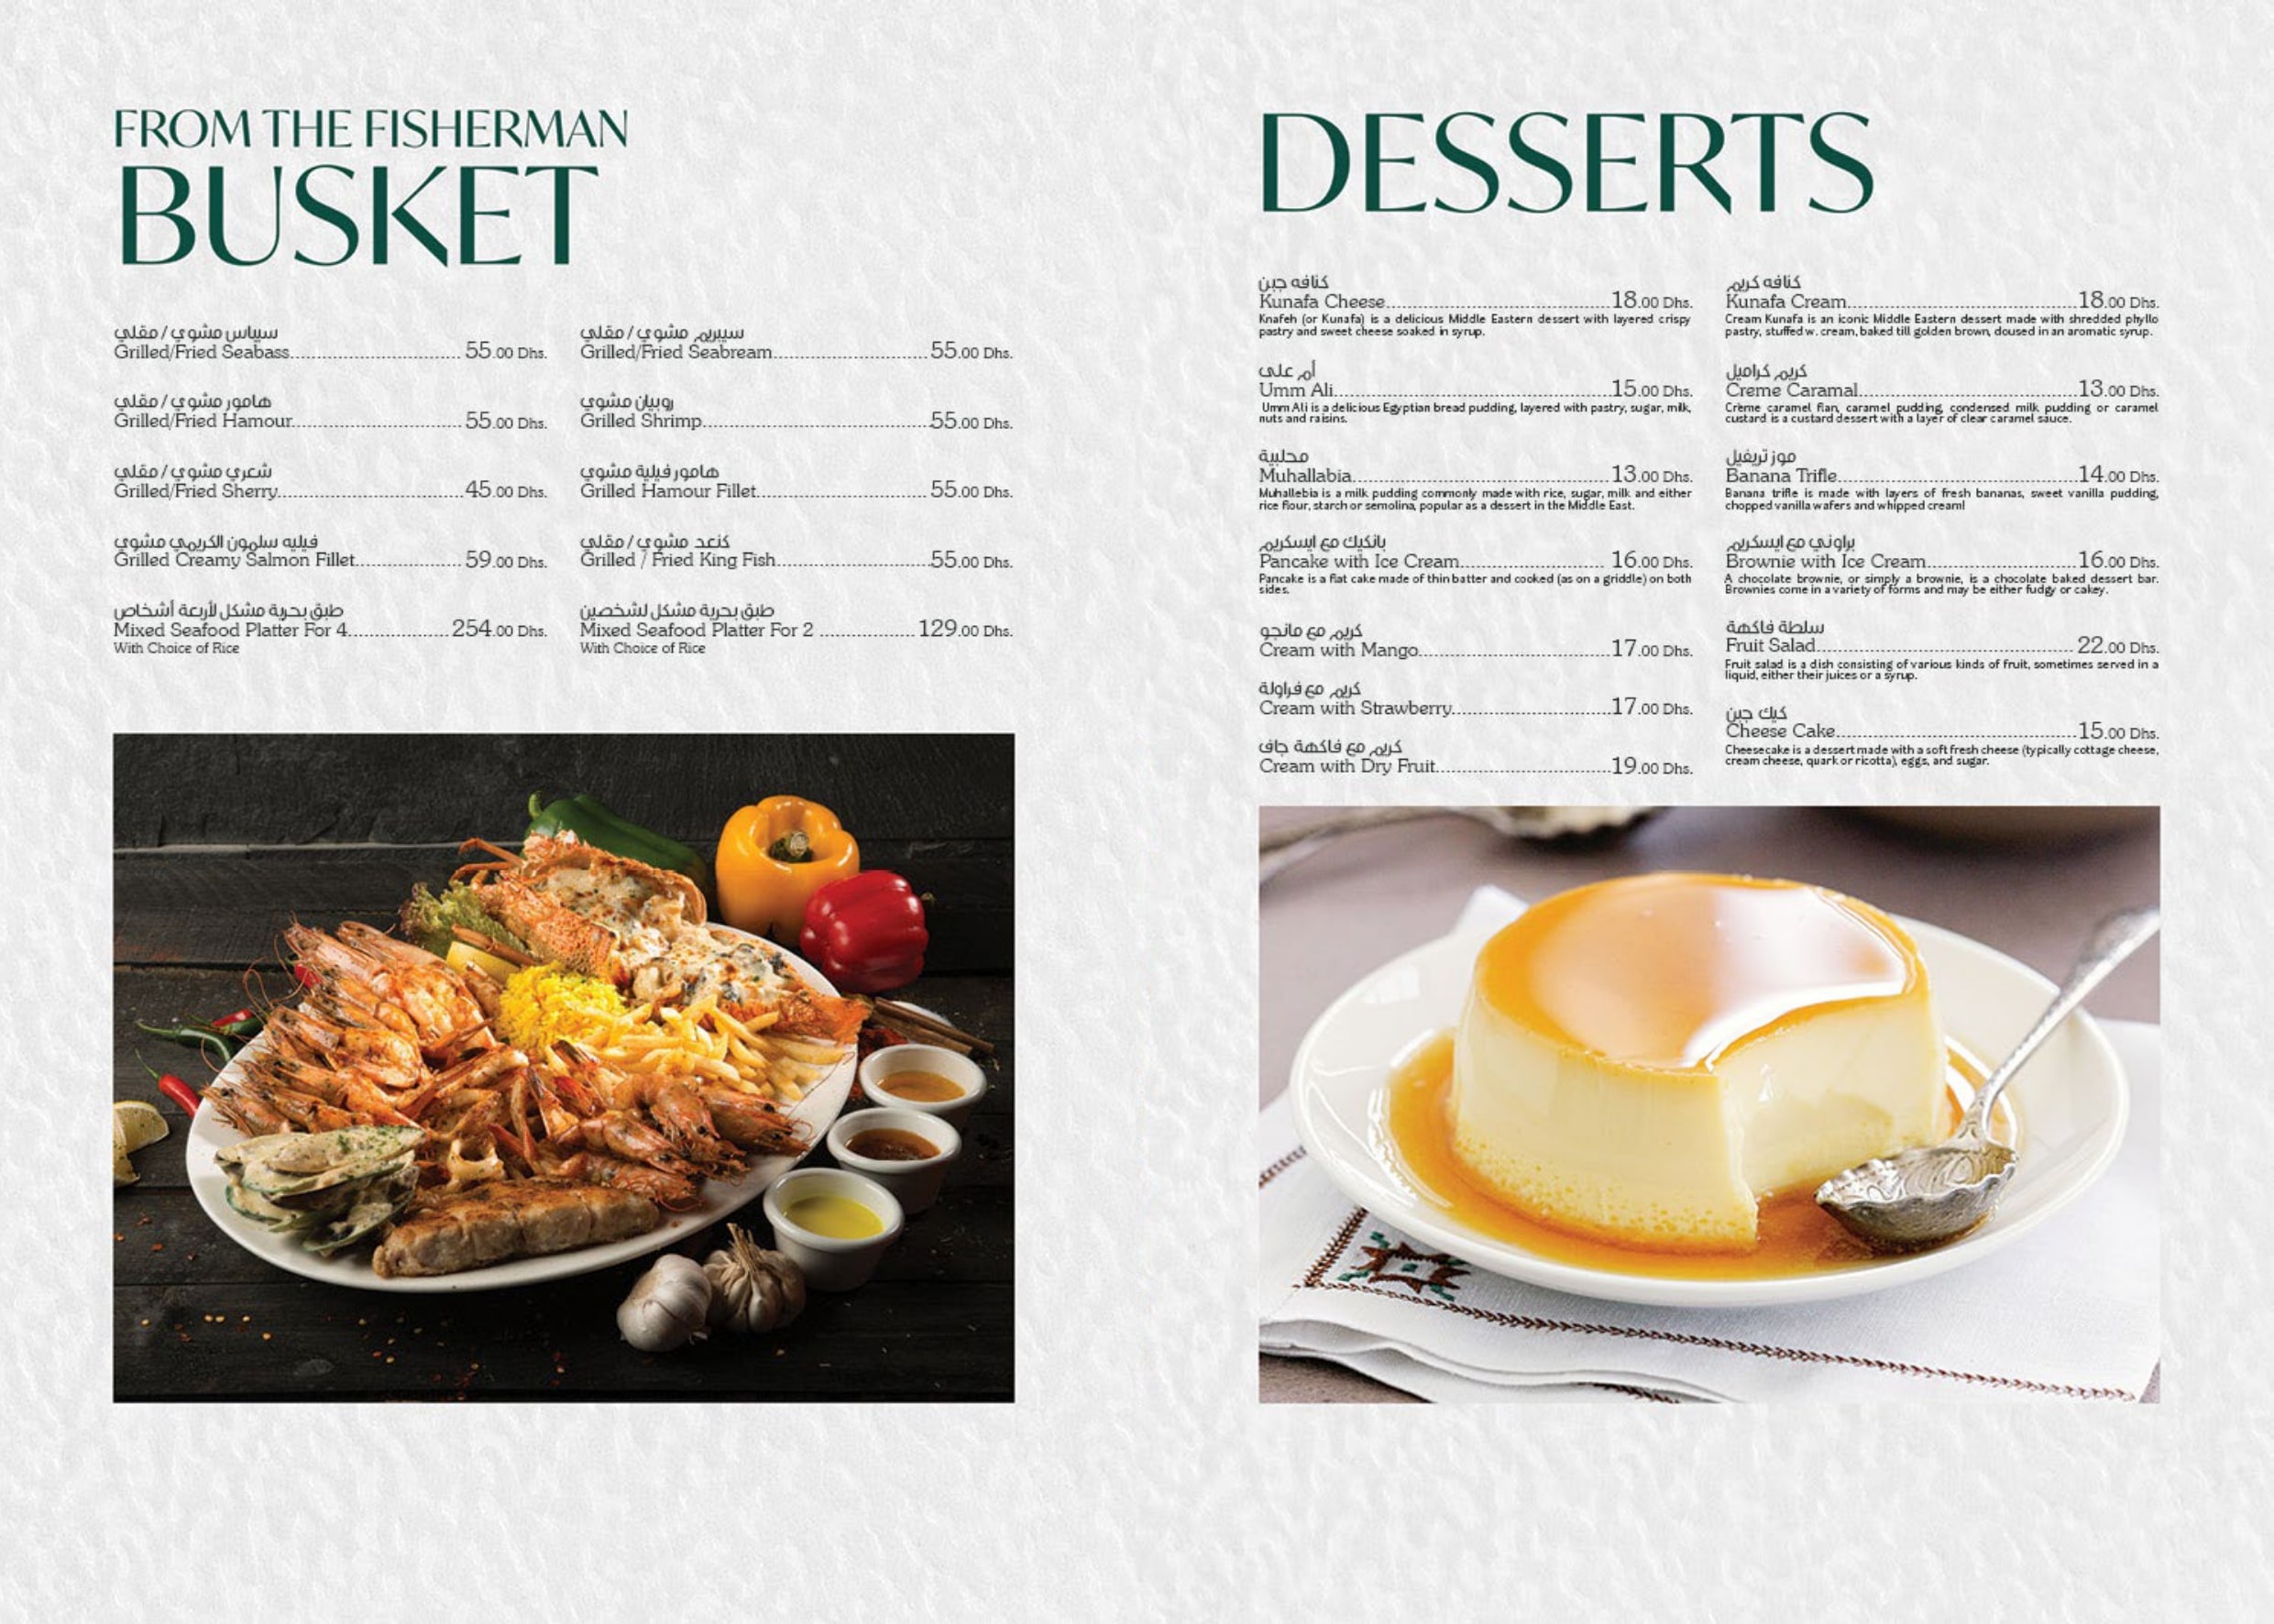 FROM THE FISHERMAN
BUSKET
سيباس مشوي / مقلي
Grilled/Fried Seabass 55.00 Dhs.
هامور مشوي / مقلي
Grilled/Fried Hamour 55.00 Dhs.
شعري مشوي / مقلي
Grilled/Fried Sherry 45.00 Dhs.
فيليه سلمون الكريمي مشوي
Grilled Creamy Salmon Fillet 59.00 Dhs.
طبق بحرية مشكل لأربعة أشخاص
Mixed Seafood Platter For 4 254.00 Dhs.
With Choice of Rice
سيبريم مشوي / مقلي
Grilled/Fried Seabream 55.00 Dhs.
روبيان مشوي
Grilled Shrimp 55.00 Dhs.
هامور فيلية مشوي
Grilled Hamour Fillet 55.00 Dhs.
كنعد مشوي / مقلي
Grilled / Fried King Fish 55.00 Dhs.
طبق بحرية مشكل لشخصين
Mixed Seafood Platter For 2 129.00 Dhs.
With Choice of Rice
DESSERTS
كنافه جبن
Kunafa Cheese 18.00 Dhs.
Knafeh (or Kunafa) is a delicious Middle Eastern dessert with layered crispy
pastry and sweet cheese soaked in syrup.
أم علی
Umm Ali 15.00 Dhs.
Umm Ali is a delicious Egyptian bread pudding, layered with pastry, sugar, milk,
nuts and raisins.
محلبية
Muhallabia 13.00 Dhs.
Muhallebia is a milk pudding commonly made with rice, sugar, milk and either
rice flour, starch or semolina, popular as a dessert in the Middle East.
بانكيك مع ايسكريم
Pancake with Ice Cream 16.00 Dhs.
Pancake is a flat cake made of thin batter and cooked (as on a griddle) on both
sides.
كريم مع مانجو
Cream with Mango 17.00 Dhs.
كريم مع فراولة
Cream with Strawberry 17.00 Dhs.
كريم مع فاكهة جاف
Cream with Dry Fruit 19.00 Dhs.
كنافه كريم
Kunafa Cream 18.00 Dhs.
Cream Kunafa is an iconic Middle Eastern dessert made with shredded phyllo
pastry, stuffed w. cream, baked till golden brown, doused in an aromatic syrup.
كريم كراميل
Creme Caramal 13.00 Dhs.
Crème caramel flan, caramel pudding, condensed milk pudding or caramel
custard is a custard dessert with a layer of clear caramel sauce.
موز تريفيل
Banana Trifle 14.00 Dhs.
Banana trifle is made with layers of fresh bananas, sweet vanilla pudding,
chopped vanilla wafers and whipped cream!
براوني مع ايسكريم
Brownie with Ice Cream 16.00 Dhs.
A chocolate brownie, or simply a brownie, is a chocolate baked dessert bar.
Brownies come in a variety of forms and may be either fudgy or cakey.
سلطة فاكهة
Fruit Salad 22.00 Dhs.
Fruit salad is a dish consisting of various kinds of fruit, sometimes served in a
liquid, either their juices or a syrup.
كيك جبن
Cheese Cake 15.00 Dhs.
Cheesecake is a dessert made with a soft fresh cheese (typically cottage cheese,
cream cheese, quark or ricotta), eggs, and sugar.